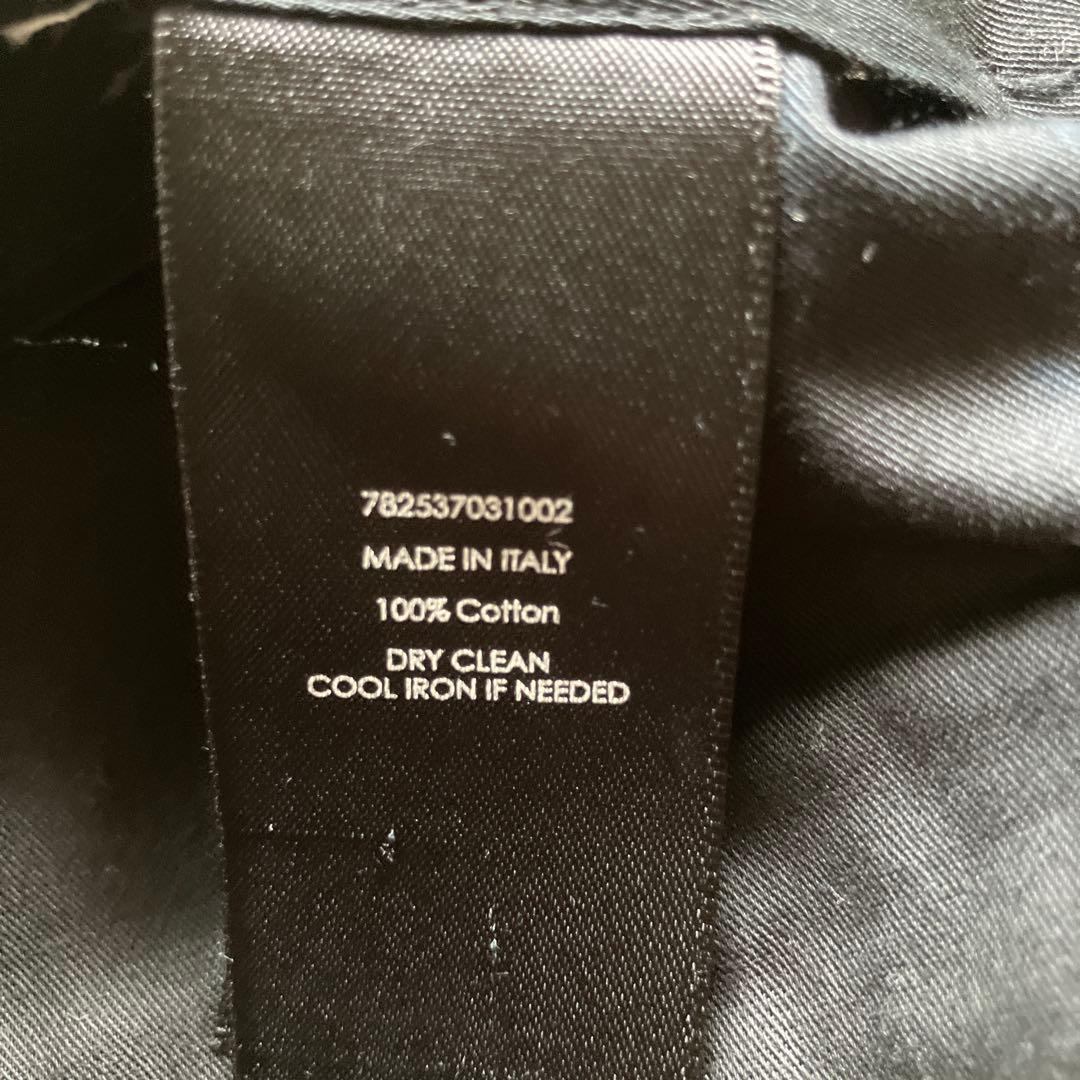 782537031002
MADE IN ITALY
100% Cotton
DRY CLEAN
COOL IRON IF NEEDED